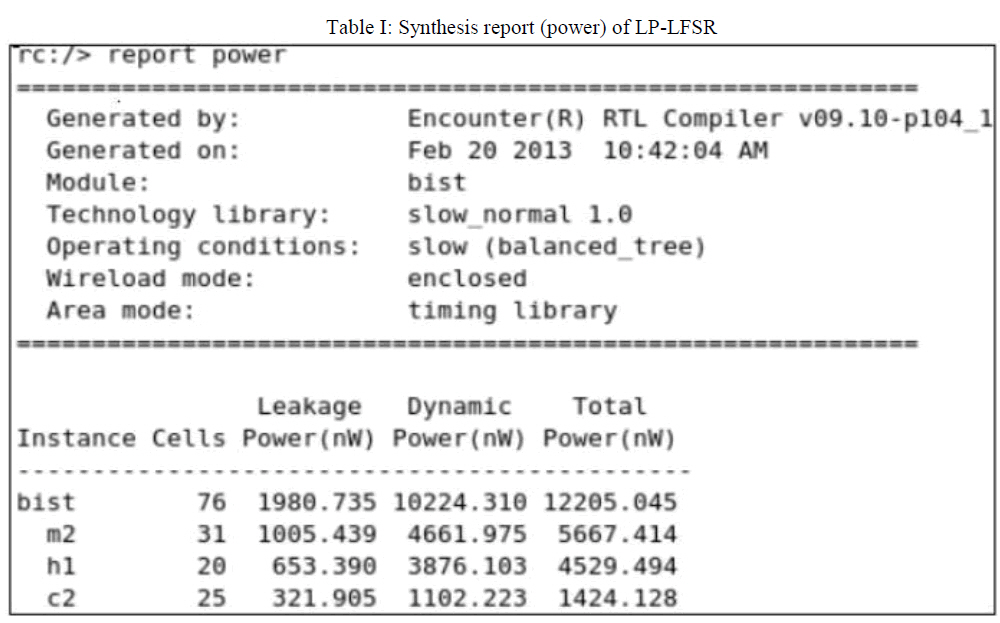 Table I: Synthesis report (power) of LP-LFSR
rc:/> report power
============================================================
Generated by: Encounter(R) RTL Compiler v09.10-p104_1
Generated on: Feb 20 2013 10:42:04 AM
Module: bist
Technology library: slow_normal 1.0
Operating conditions: slow (balanced_tree)
Wireload mode: enclosed
Area mode: timing library
============================================================
Leakage Dynamic Total
Instance Cells Power(nW) Power(nW) Power(nW)
---------------------------------------------
bist 76 1980.735 10224.310 12205.045
m2 31 1005.439 4661.975 5667.414
h1 20 653.390 3876.103 4529.494
c2 25 321.905 1102.223 1424.128